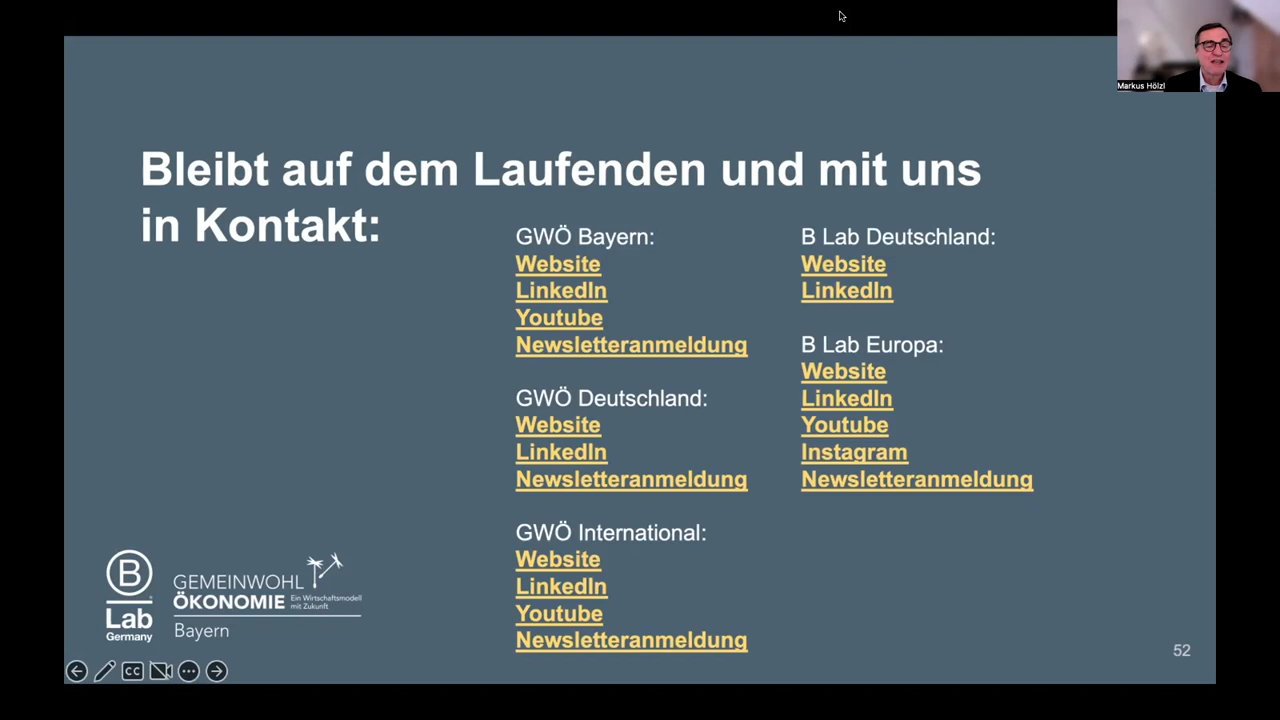 Markus Hölzl
Bleibt auf dem Laufenden und mit uns
in Kontakt:
GWÖ Bayern:
Website
LinkedIn
Youtube
Newsletteranmeldung
GWÖ Deutschland:
Website
LinkedIn
Newsletteranmeldung
GWÖ International:
Website
LinkedIn
Youtube
Newsletteranmeldung
B Lab Deutschland:
Website
LinkedIn
B Lab Europa:
Website
LinkedIn
Youtube
Instagram
Newsletteranmeldung
B
Lab
Germany
GEMEINWOHL
ÖKONOMIE
Ein Wirtschaftsmodell
mit Zukunft
Bayern
CC
52